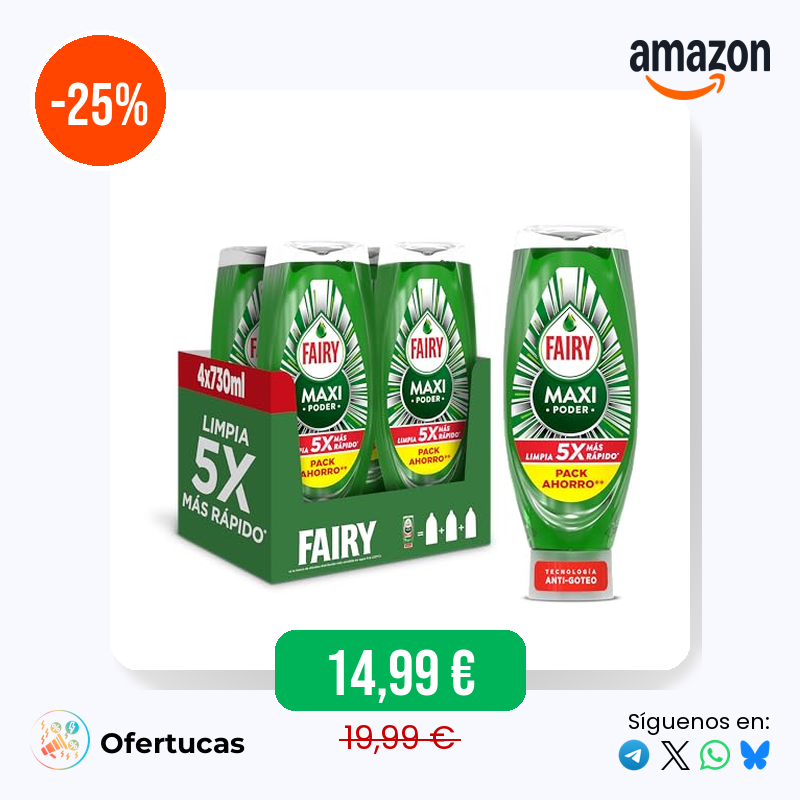 -25%
amazon
4x730ml
LIMPIA
5X
MÁS RÁPIDO*
FAIRY
FAIRY
MAXI
• PODER •
LIMPIA 5X MÁS RÁPIDO*
PACK
AHORRO**
FAIRY
MAXI
• PODER •
LIMPIA 5X MÁS RÁPIDO*
PACK
AHORRO**
FAIRY
MAXI
• PODER •
LIMPIA 5X MÁS RÁPIDO*
PACK
AHORRO**
TECNOLOGÍA
ANTI-GOTEO
14,99 €
19,99 €
Ofertucas
Síguenos en: